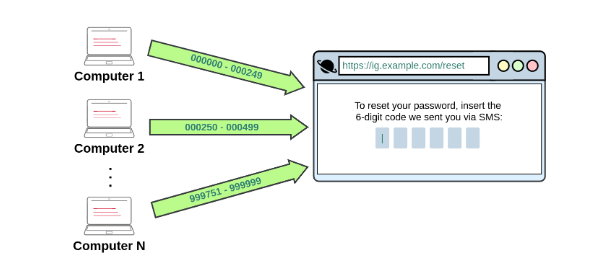 Computer 1
000000 - 000249
Computer 2
000250 - 000499
Computer N
999751 - 999999
https://ig.example.com/reset
To reset your password, insert the
6-digit code we sent you via SMS: